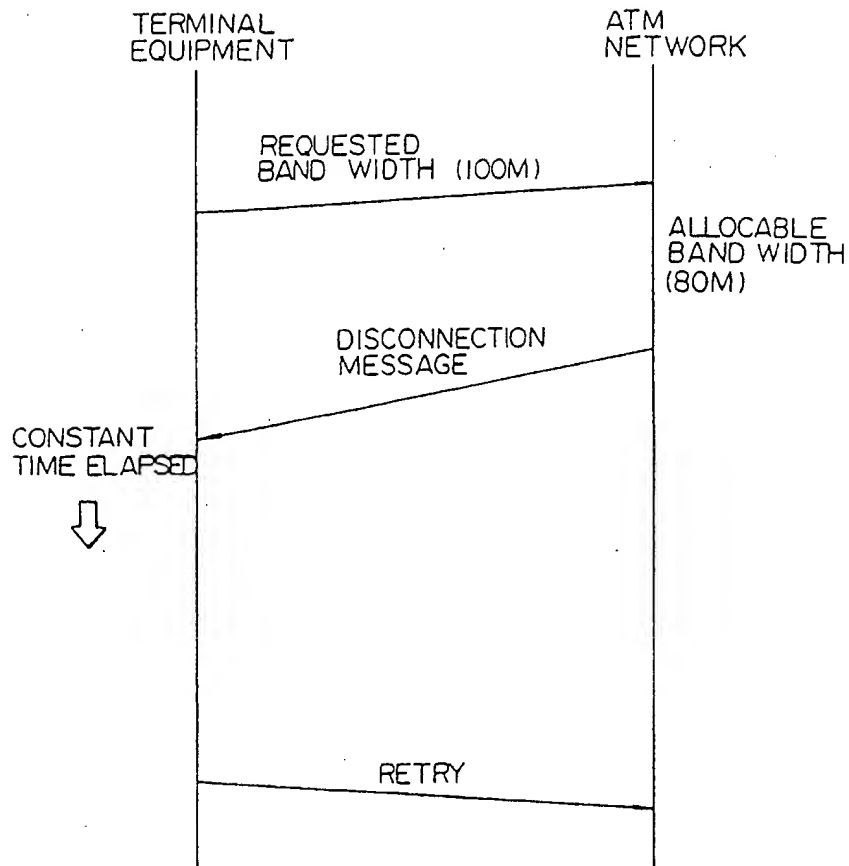 TERMINAL
EQUIPMENT
ATM
NETWORK
REQUESTED
BAND WIDTH (100M)
ALLOCABLE
BAND WIDTH
(80M)
DISCONNECTION
MESSAGE
CONSTANT
TIME ELAPSED
RETRY